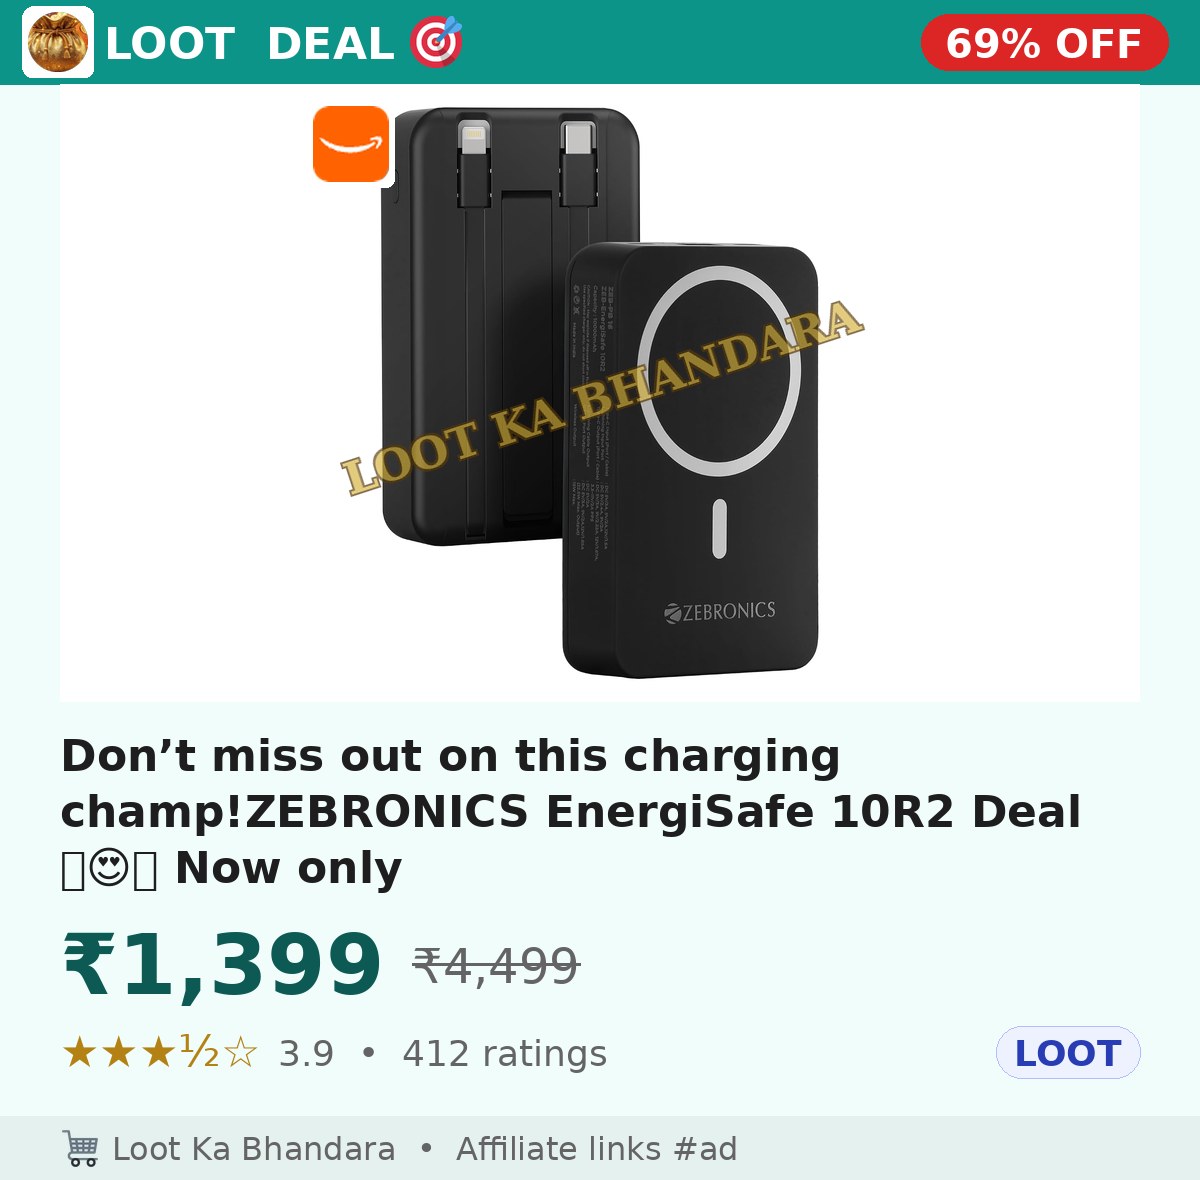 LOOT DEAL 🎯
69% OFF
LOOT KA BHANDARA
ZEBRONICS
Don’t miss out on this charging
champ!ZEBRONICS EnergiSafe 10R2 Deal
😍 Now only
₹1,399 ₹4,499
★★★½☆ 3.9 • 412 ratings
LOOT
🛒 Loot Ka Bhandara • Affiliate links #ad